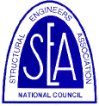 STRUCTURAL ENGINEERS ASSOCIATION
SEA
NATIONAL COUNCIL